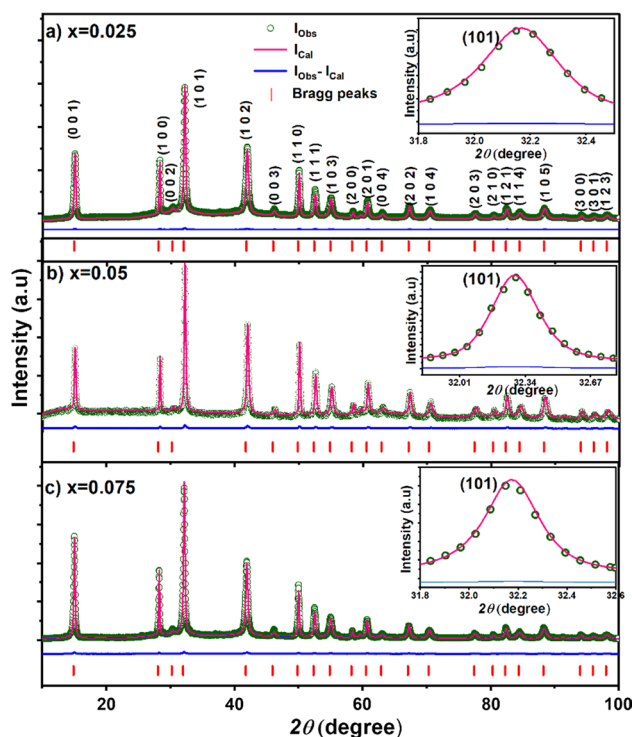 a) x=0.025
I_Obs
I_Cal
I_Obs- I_Cal
Bragg peaks
(0 0 1)
(1 0 0)
(0 0 2)
(1 0 1)
(1 0 2)
(0 0 3)
(1 1 0)
(1 1 1)
(1 0 3)
(2 0 0)
(2 0 1)
(0 0 4)
(2 0 2)
(1 0 4)
(2 0 3)
(2 1 0)
(1 2 1)
(1 1 4)
(1 0 5)
(3 0 0)
(3 0 1)
(1 2 3)
(101)
Intensity (a.u)
31.8 32.0 32.2 32.4
2θ (degree)
b) x=0.05
(101)
Intensity (a.u)
32.01 32.34 32.67
2θ (degree)
c) x=0.075
(101)
Intensity (a.u)
31.8 32.0 32.2 32.4 32.6
2θ (degree)
Intensity (a.u)
20 40 60 80 100
2θ (degree)